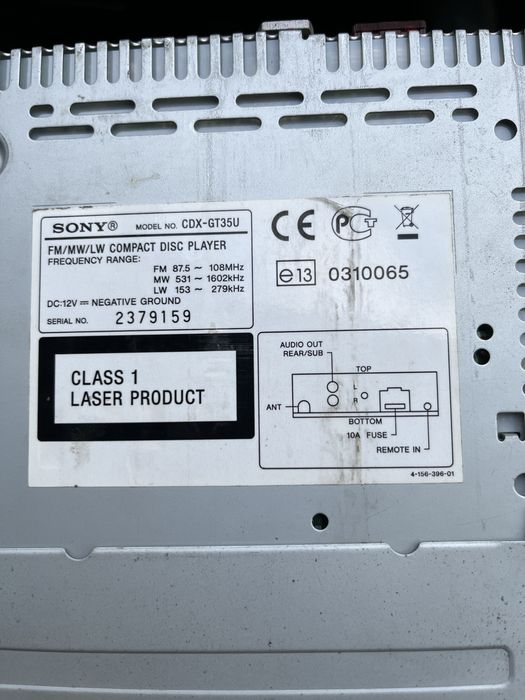 SONY® MODEL NO. CDX-GT35U
FM/MW/LW COMPACT DISC PLAYER
FREQUENCY RANGE:
FM 87.5 ~ 108MHz
MW 531 ~ 1602kHz
LW 153 ~ 279kHz
DC:12V ⎓ NEGATIVE GROUND
SERIAL NO. 2379159
CE PCT
e13 0310065
CLASS 1
LASER PRODUCT
AUDIO OUT
REAR/SUB
TOP
L
R
ANT
BOTTOM
10A FUSE
REMOTE IN
4-156-396-01